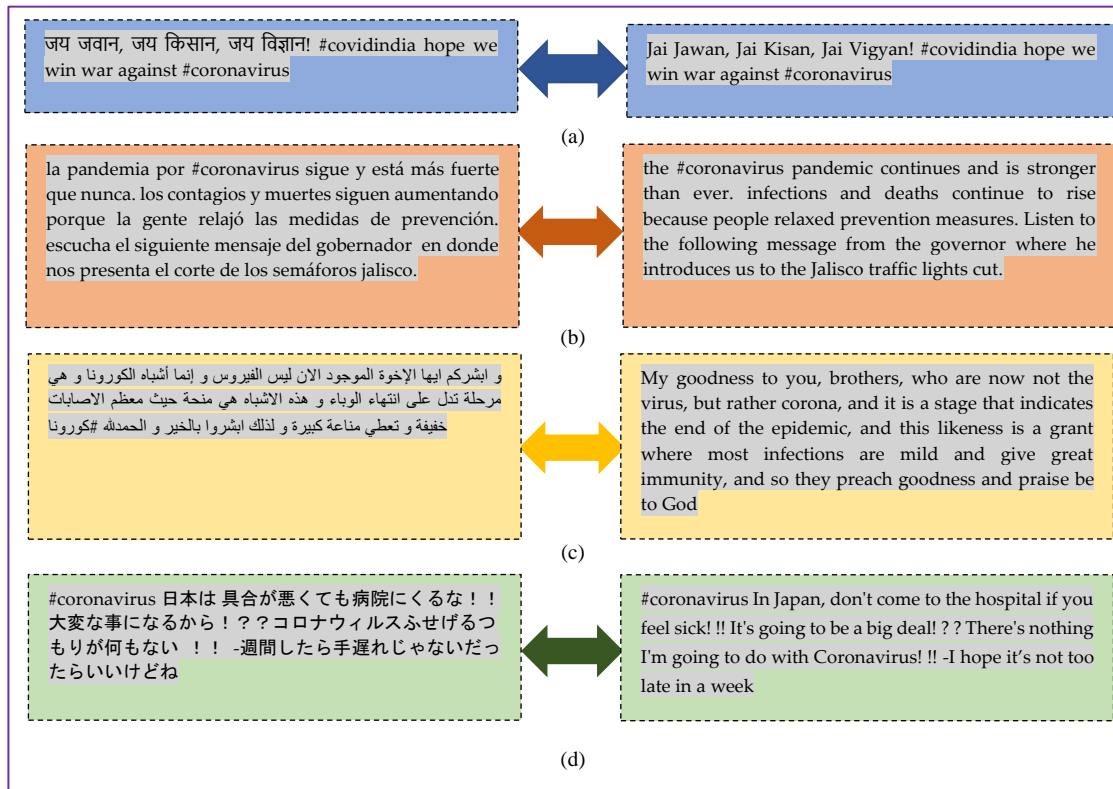 जय जवान, जय किसान, जय विज्ञान! #covidindia hope we
win war against #coronavirus
Jai Jawan, Jai Kisan, Jai Vigyan! #covidindia hope we
win war against #coronavirus
(a)
la pandemia por #coronavirus sigue y está más fuerte
que nunca. los contagios y muertes siguen aumentando
porque la gente relajó las medidas de prevención.
escucha el siguiente mensaje del gobernador en donde
nos presenta el corte de los semáforos jalisco.
the #coronavirus pandemic continues and is stronger
than ever. infections and deaths continue to rise
because people relaxed prevention measures. Listen to
the following message from the governor where he
introduces us to the Jalisco traffic lights cut.
(b)
و ابشركم ايها الإخوة الموجود الان ليس الفيروس و إنما أشباه الكورونا و هي
مرحلة تدل على انتهاء الوباء و هذه الاشباه هي منحة حيث معظم الاصابات
خفيفة و تعطي مناعة كبيرة و لذلك ابشروا بالخير و الحمدلله #كورونا
My goodness to you, brothers, who are now not the
virus, but rather corona, and it is a stage that indicates
the end of the epidemic, and this likeness is a grant
where most infections are mild and give great
immunity, and so they preach goodness and praise be
to God
(c)
#coronavirus 日本は 具合が悪くても病院にくるな！！
大変な事になるから！？？コロナウィルスふせげるつ
もりが何もない ！！ -週間したら手遅れじゃないだっ
たらいいけどね
#coronavirus In Japan, don't come to the hospital if you
feel sick! !! It's going to be a big deal! ? ? There's nothing
I'm going to do with Coronavirus! !! -I hope it’s not too
late in a week
(d)